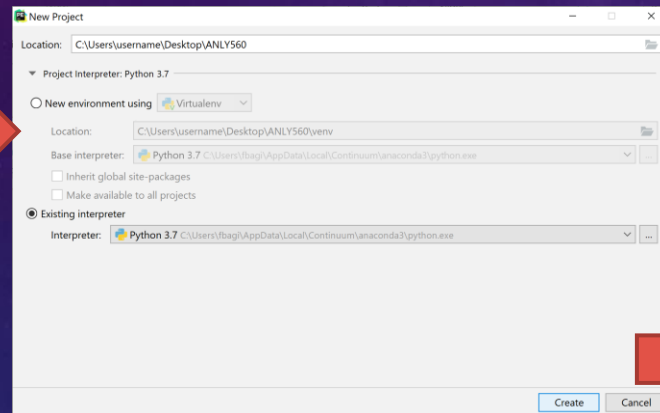 New Project
Location: C:\Users\username\Desktop\ANLY560
Project Interpreter: Python 3.7
New environment using Virtualenv
Location: C:\Users\username\Desktop\ANLY560\venv
Base interpreter: Python 3.7 C:\Users\fbagi\AppData\Local\Continuum\anaconda3\python.exe
Inherit global site-packages
Make available to all projects
Existing interpreter
Interpreter: Python 3.7 C:\Users\fbagi\AppData\Local\Continuum\anaconda3\python.exe
Create Cancel